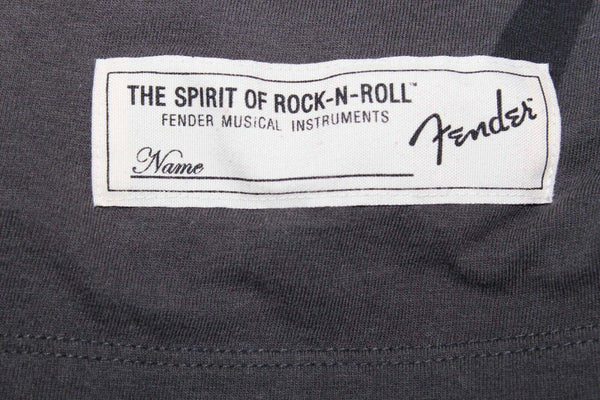 THE SPIRIT OF ROCK-N-ROLL™
FENDER MUSICAL INSTRUMENTS
Fender
Name